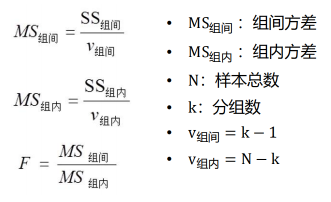 MS组间 = SS组间 / v组间
MS组内 = SS组内 / v组内
F = MS组间 / MS组内
• MS组间：组间方差
• MS组内：组内方差
• N：样本总数
• k：分组数
• v组间 = k − 1
• v组内 = N − k